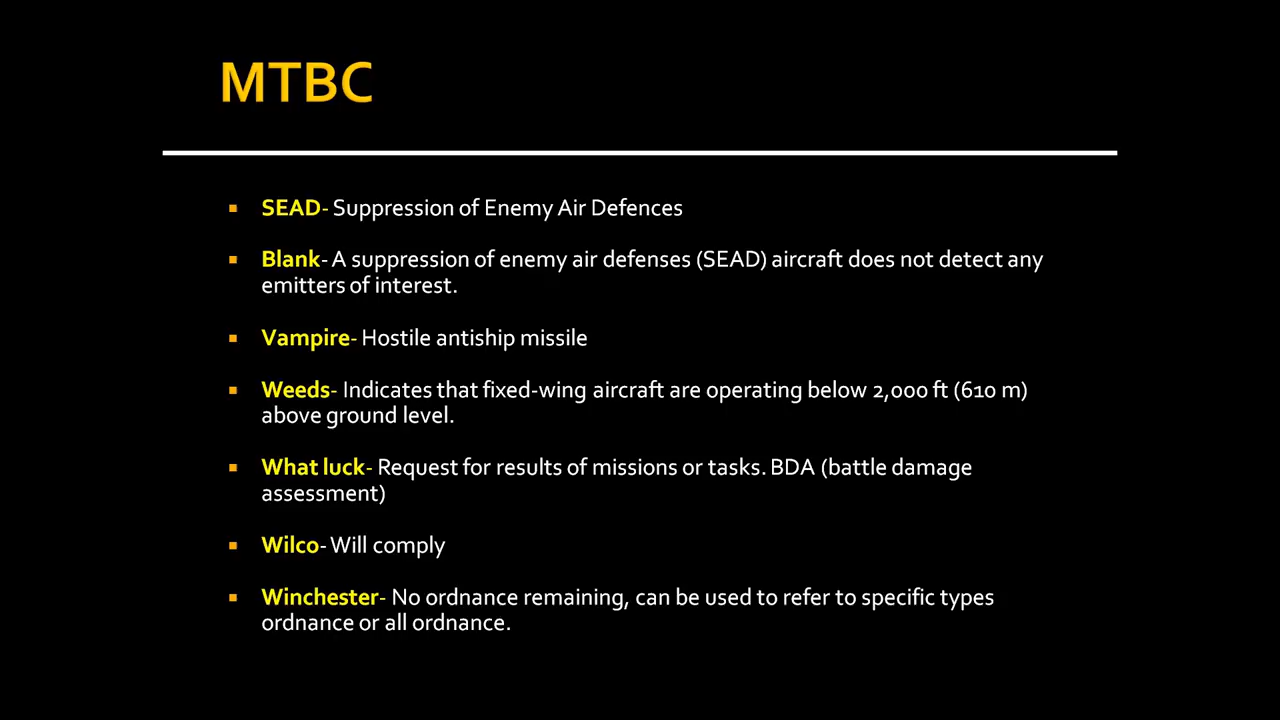 MTBC
SEAD- Suppression of Enemy Air Defences
Blank- A suppression of enemy air defenses (SEAD) aircraft does not detect any
emitters of interest.
Vampire- Hostile antiship missile
Weeds- Indicates that fixed-wing aircraft are operating below 2,000 ft (610 m)
above ground level.
What luck- Request for results of missions or tasks. BDA (battle damage
assessment)
Wilco- Will comply
Winchester- No ordnance remaining, can be used to refer to specific types
ordnance or all ordnance.